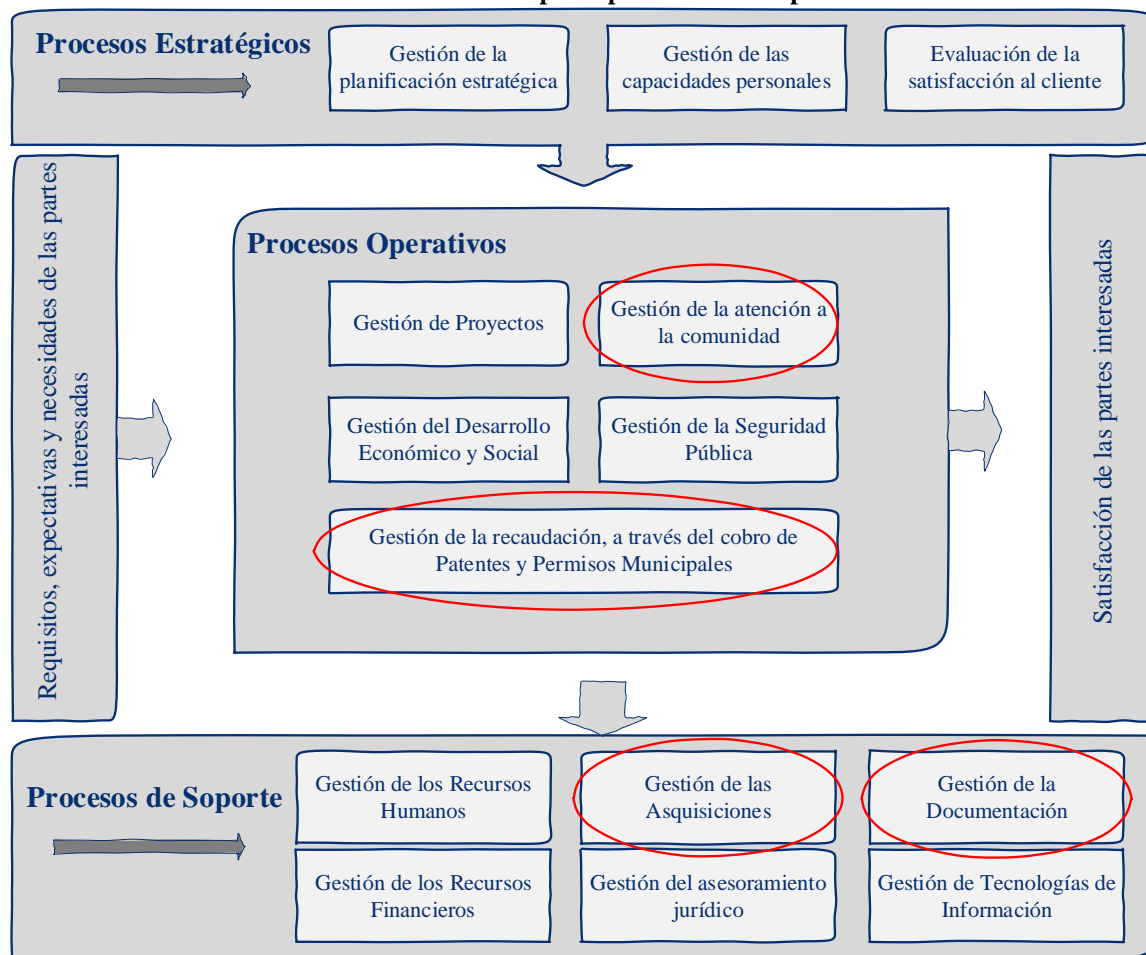 Procesos Estratégicos
Gestión de la
planificación estratégica
Gestión de las
capacidades personales
Evaluación de la
satisfacción al cliente
Requisitos, expectativas y necesidades de las partes
interesadas
Procesos Operativos
Gestión de Proyectos
Gestión de la atención a
la comunidad
Gestión del Desarrollo
Económico y Social
Gestión de la Seguridad
Pública
Gestión de la recaudación, a través del cobro de
Patentes y Permisos Municipales
Satisfacción de las partes interesadas
Procesos de Soporte
Gestión de los Recursos
Humanos
Gestión de las
Asquisiciones
Gestión de la
Documentación
Gestión de los Recursos
Financieros
Gestión del asesoramiento
jurídico
Gestión de Tecnologías de
Información